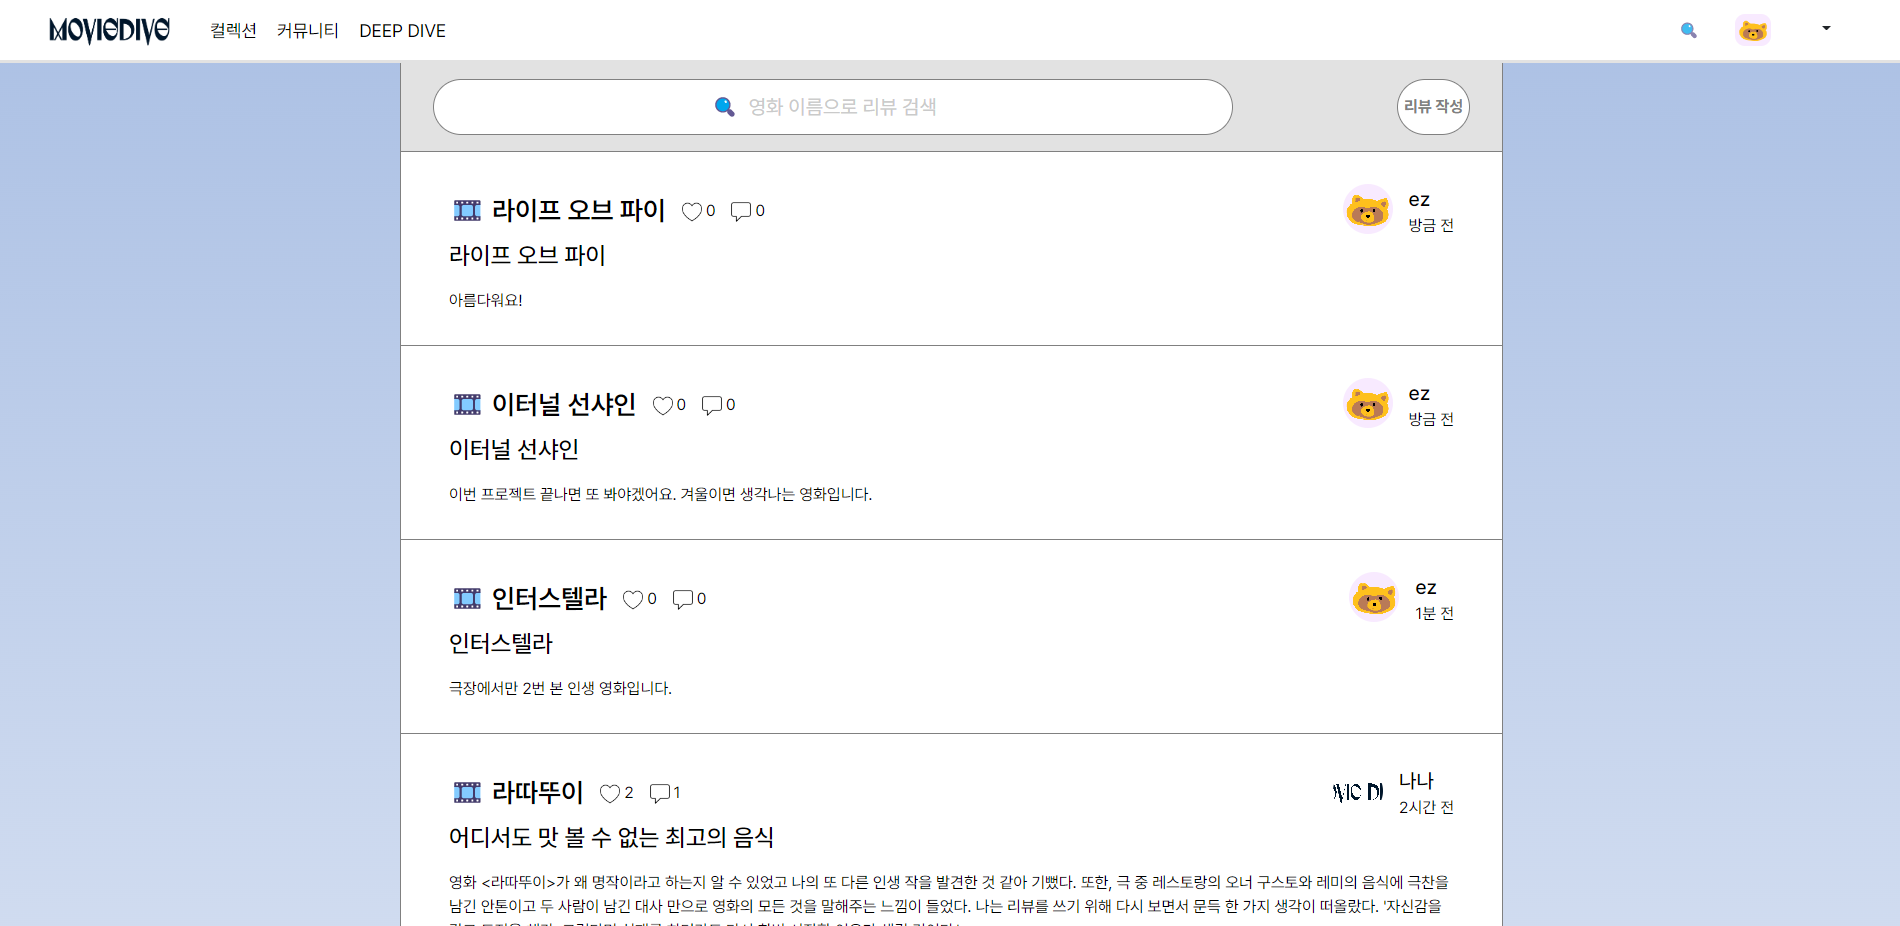 MOVIEDIVE 컬렉션 커뮤니티 DEEP DIVE
영화 이름으로 리뷰 검색 리뷰 작성
라이프 오브 파이 0 0 ez
방금 전
라이프 오브 파이
아름다워요!
이터널 선샤인 0 0 ez
방금 전
이터널 선샤인
이번 프로젝트 끝나면 또 봐야겠어요. 겨울이면 생각나는 영화입니다.
인터스텔라 0 0 ez
1분 전
인터스텔라
극장에서만 2번 본 인생 영화입니다.
라따뚜이 2 1 나나
2시간 전
어디서도 맛 볼 수 없는 최고의 음식
영화 <라따뚜이>가 왜 명작이라고 하는지 알 수 있었고 나의 또 다른 인생 작을 발견한 것 같아 기뻤다. 또한, 극 중 레스토랑의 오너 구스토와 레미의 음식에 극찬을
남긴 안톤이고 두 사람이 남긴 대사 만으로 영화의 모든 것을 말해주는 느낌이 들었다. 나는 리뷰를 쓰기 위해 다시 보면서 문득 한 가지 생각이 떠올랐다. '자신감을